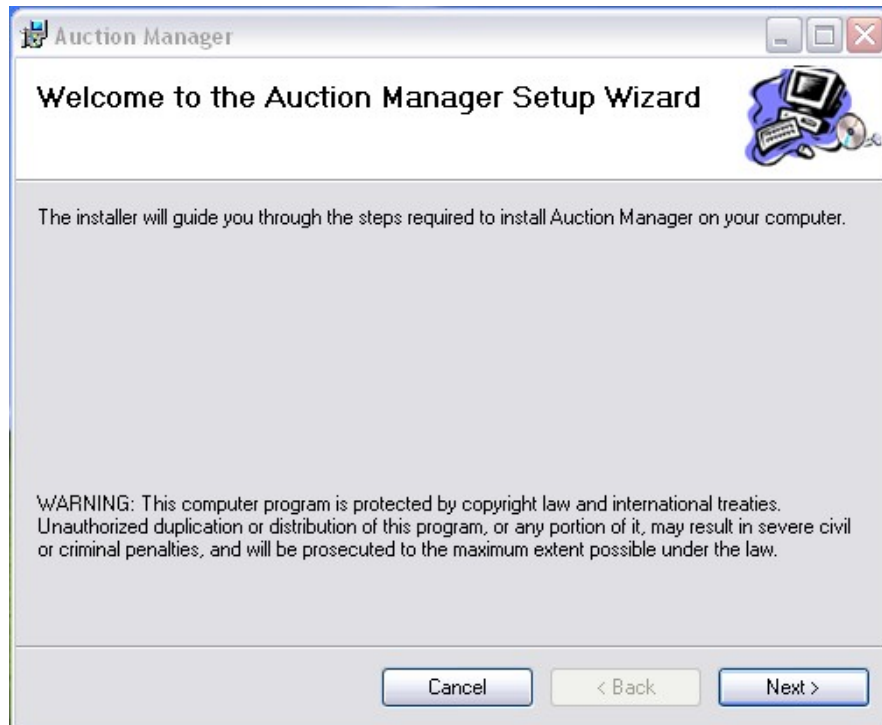 Auction Manager
Welcome to the Auction Manager Setup Wizard
The installer will guide you through the steps required to install Auction Manager on your computer.
WARNING: This computer program is protected by copyright law and international treaties.
Unauthorized duplication or distribution of this program, or any portion of it, may result in severe civil
or criminal penalties, and will be prosecuted to the maximum extent possible under the law.
Cancel
< Back
Next >